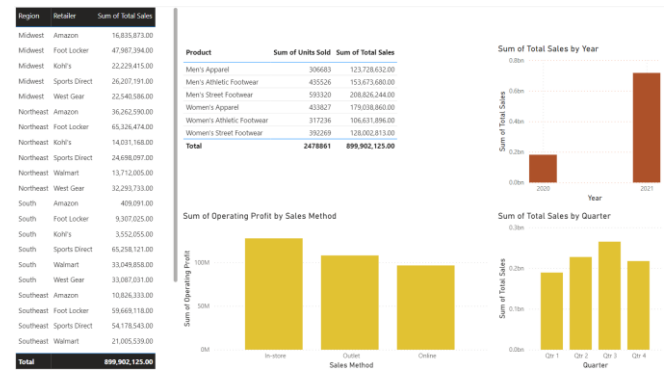 Region Retailer Sum of Total Sales
Midwest Amazon 16,835,873.00
Midwest Foot Locker 47,987,394.00
Midwest Kohl's 22,229,415.00
Midwest Sports Direct 26,207,191.00
Midwest West Gear 22,540,586.00
Northeast Amazon 36,262,590.00
Northeast Foot Locker 65,326,474.00
Northeast Kohl's 14,031,168.00
Northeast Sports Direct 24,698,097.00
Northeast Walmart 13,712,005.00
Northeast West Gear 32,293,733.00
South Amazon 409,091.00
South Foot Locker 9,307,025.00
South Kohl's 3,552,055.00
South Sports Direct 65,258,121.00
South Walmart 33,049,858.00
South West Gear 33,087,031.00
Southeast Amazon 10,826,333.00
Southeast Foot Locker 59,669,118.00
Southeast Sports Direct 54,178,543.00
Southeast Walmart 21,005,539.00
Total 899,902,125.00
Product Sum of Units Sold Sum of Total Sales
Men's Apparel 306683 123,728,632.00
Men's Athletic Footwear 435526 153,673,680.00
Men's Street Footwear 593320 208,826,244.00
Women's Apparel 433827 179,038,860.00
Women's Athletic Footwear 317236 106,631,896.00
Women's Street Footwear 392269 128,002,813.00
Total 2478861 899,902,125.00
Sum of Total Sales by Year
Sum of Total Sales
0.8bn
0.6bn
0.4bn
0.2bn
0.0bn
2020 2021
Year
Sum of Operating Profit by Sales Method
Sum of Operating Profit
100M
50M
0M
In-store Outlet Online
Sales Method
Sum of Total Sales by Quarter
Sum of Total Sales
0.3bn
0.2bn
0.1bn
0.0bn
Qtr 1 Qtr 2 Qtr 3 Qtr 4
Quarter